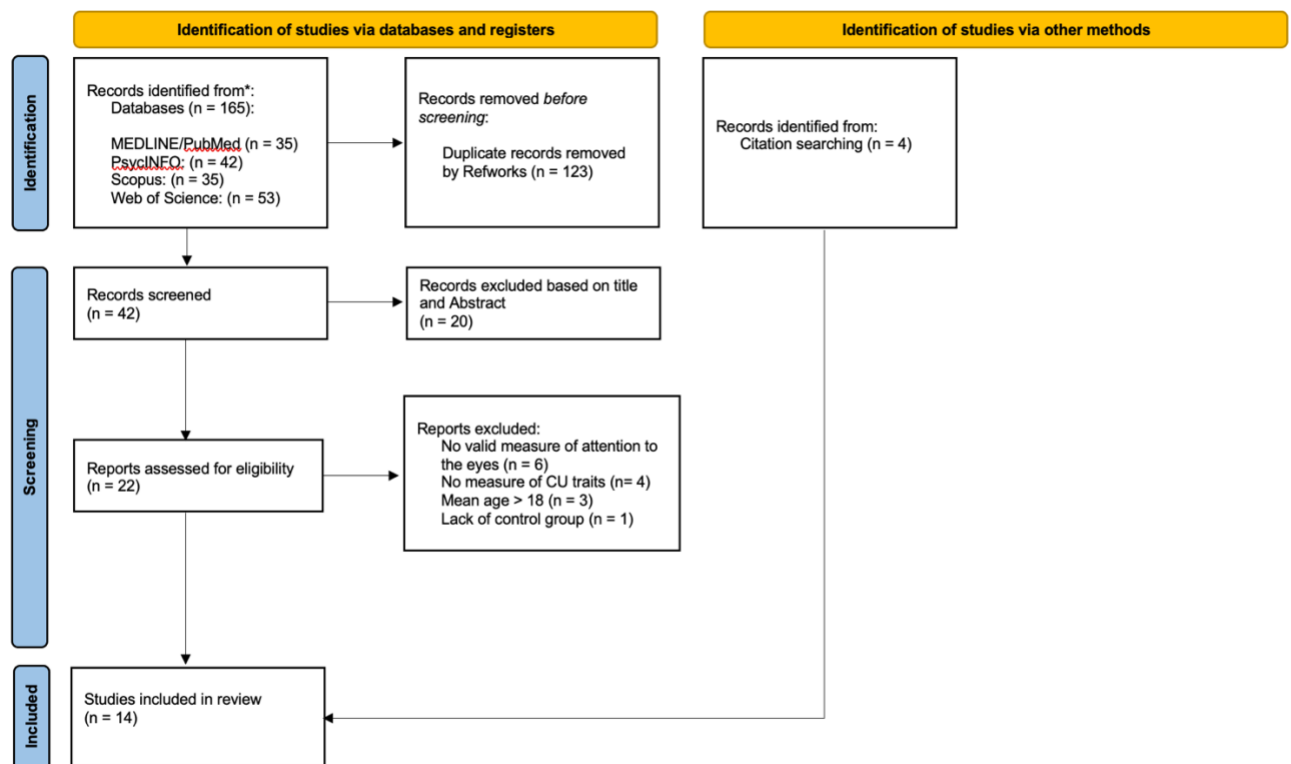 Identification of studies via databases and registers
Identification of studies via other methods
Identification
Records identified from*:
Databases (n = 165):
MEDLINE/PubMed (n = 35)
PsycINFO: (n = 42)
Scopus: (n = 35)
Web of Science: (n = 53)
Records removed before
screening:
Duplicate records removed
by Refworks (n = 123)
Records identified from:
Citation searching (n = 4)
Screening
Records screened
(n = 42)
Records excluded based on title
and Abstract
(n = 20)
Reports assessed for eligibility
(n = 22)
Reports excluded:
No valid measure of attention to
the eyes (n = 6)
No measure of CU traits (n= 4)
Mean age > 18 (n = 3)
Lack of control group (n = 1)
Included
Studies included in review
(n = 14)